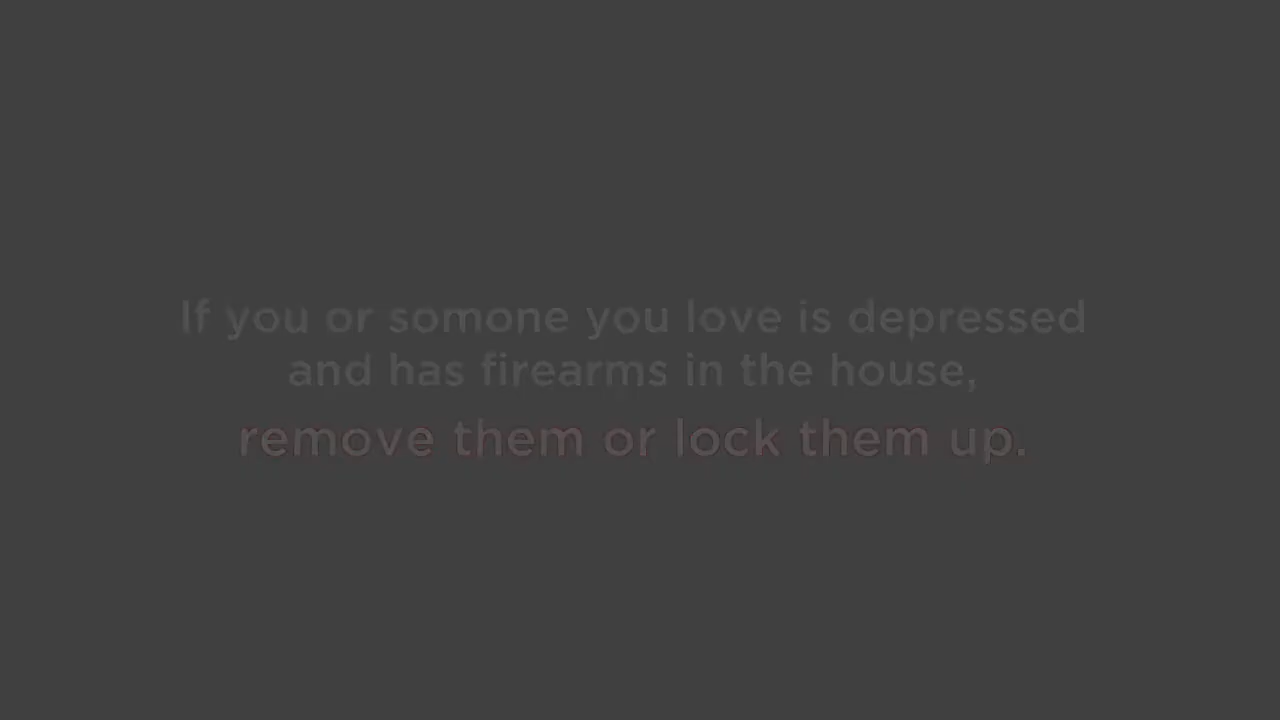 If you or somone you love is depressed
and has firearms in the house,
remove them or lock them up.